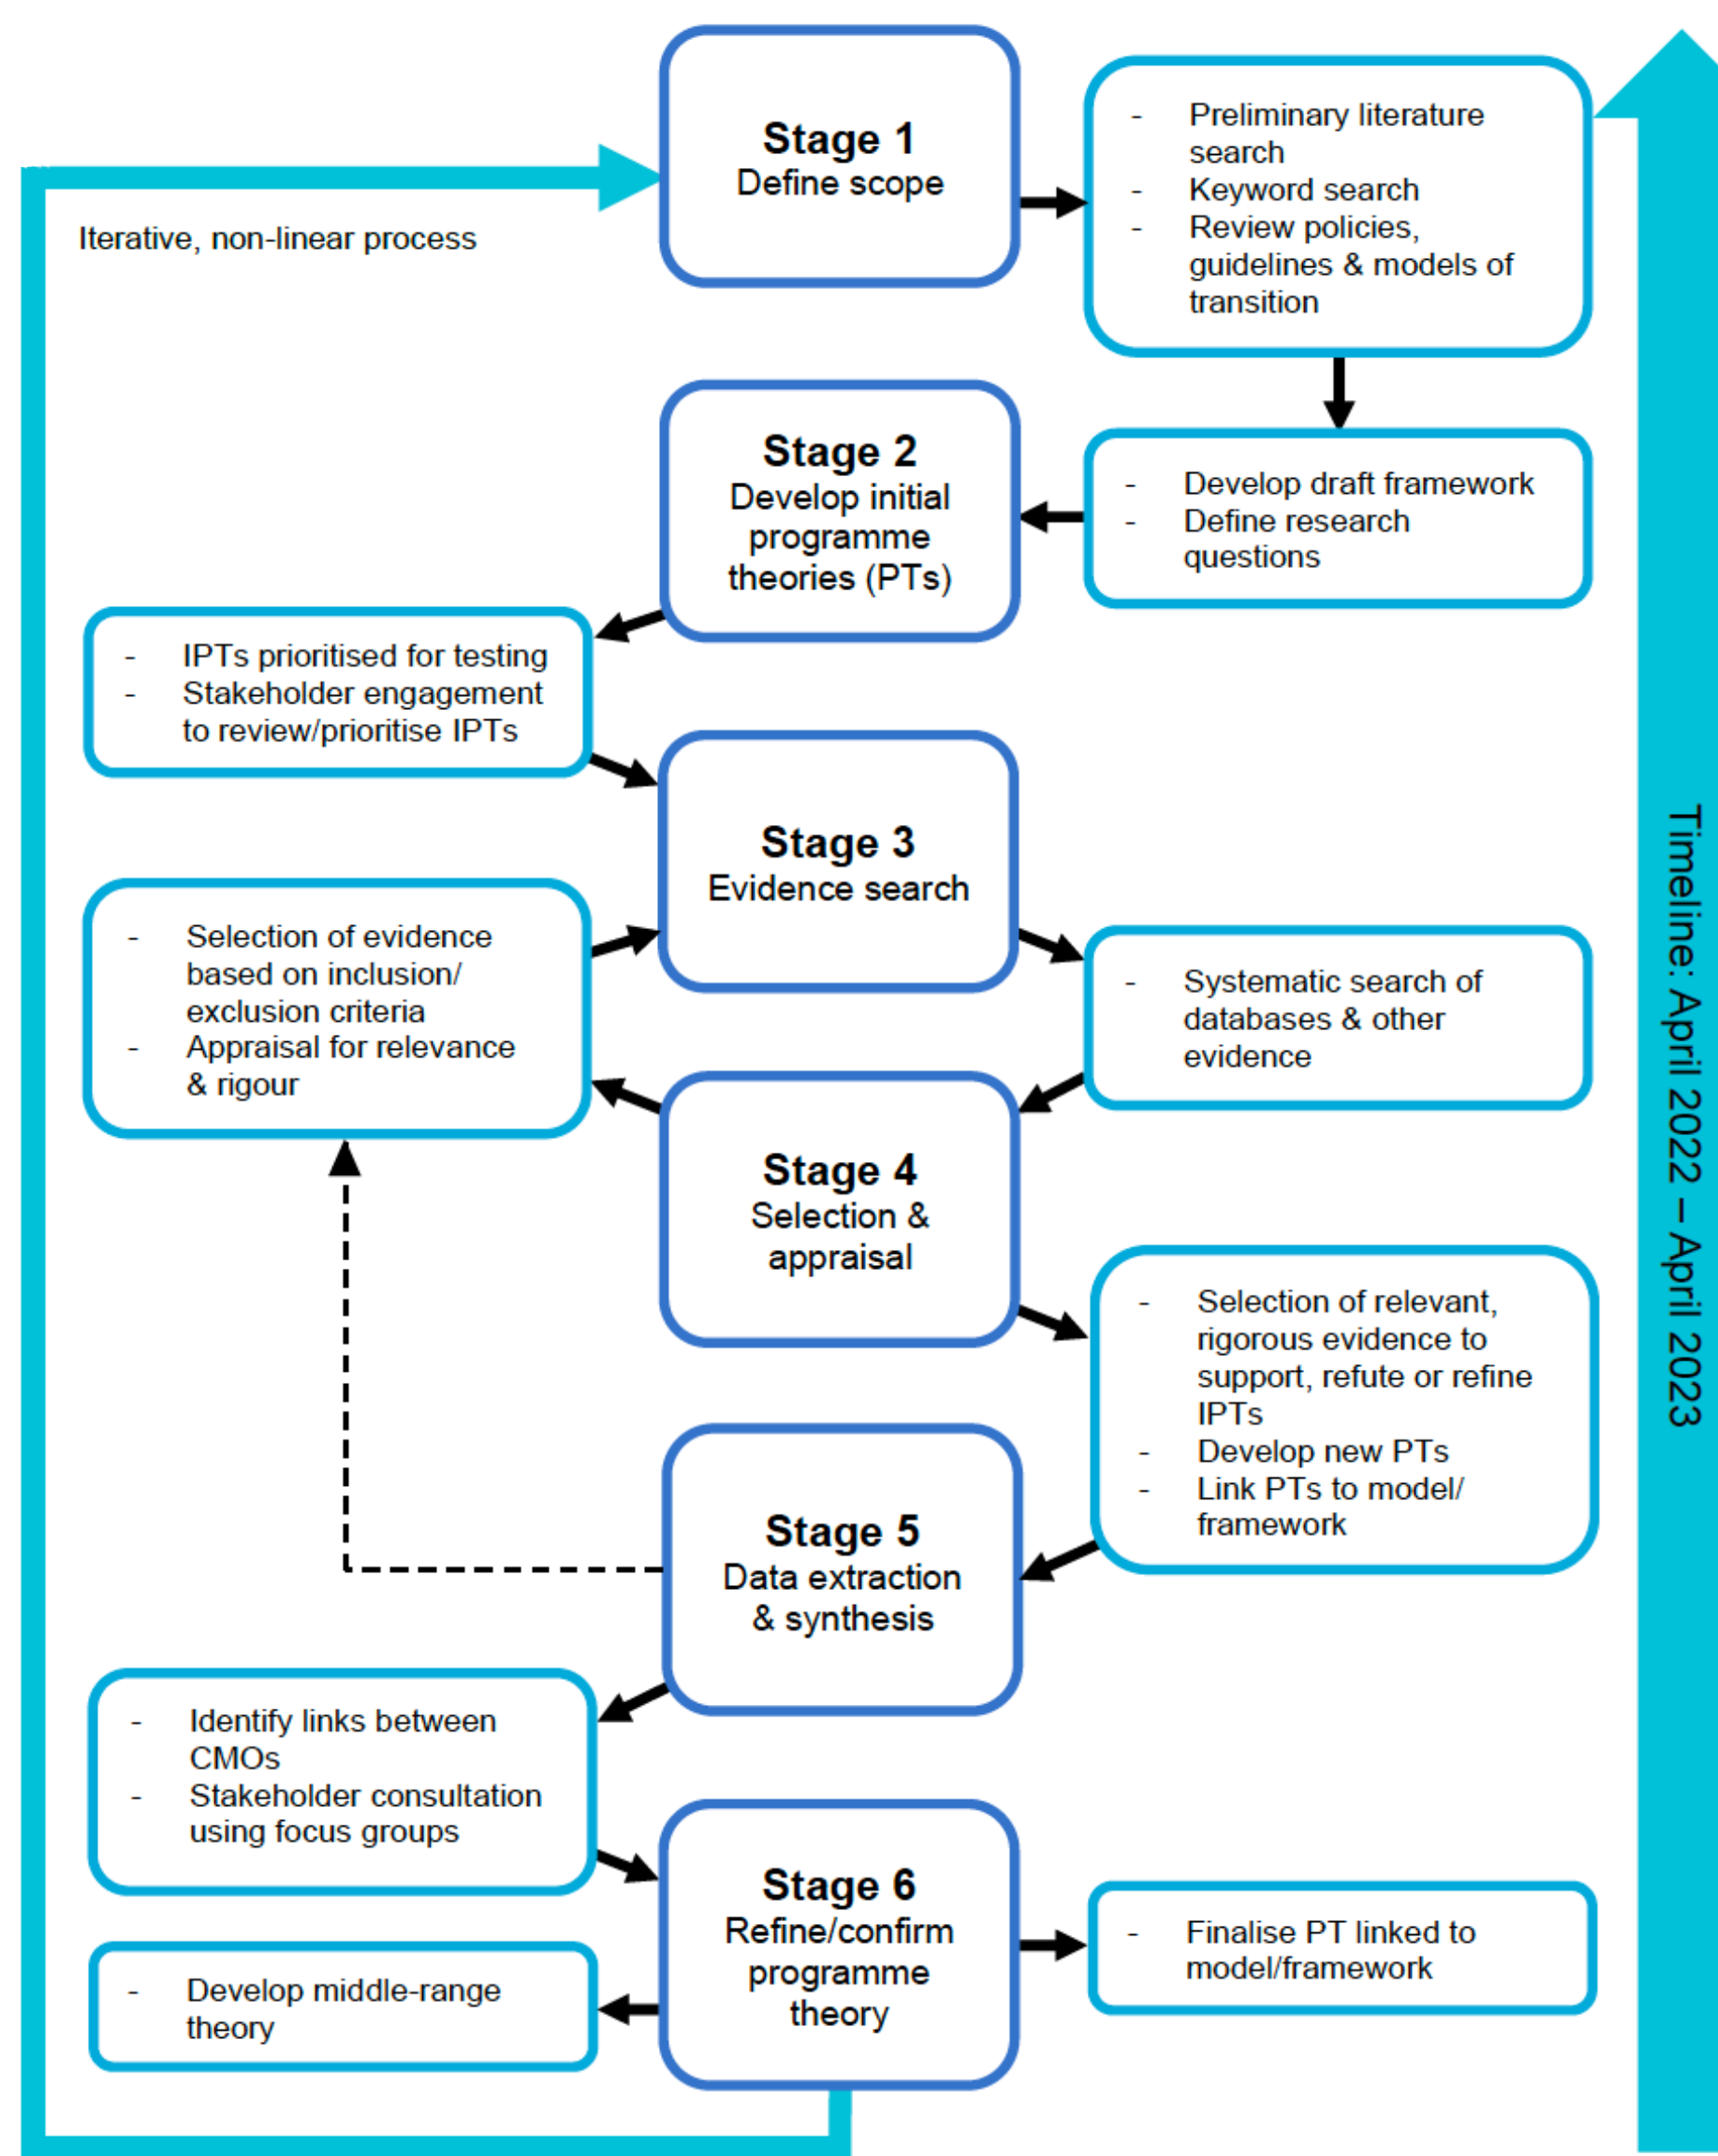 Stage 1
Define scope
- Preliminary literature
search
- Keyword search
- Review policies,
guidelines & models of
transition
Iterative, non-linear process
Stage 2
Develop initial
programme
theories (PTs)
- Develop draft framework
- Define research
questions
- IPTs prioritised for testing
- Stakeholder engagement
to review/prioritise IPTs
Stage 3
Evidence search
- Selection of evidence
based on inclusion/
exclusion criteria
- Appraisal for relevance
& rigour
- Systematic search of
databases & other
evidence
Stage 4
Selection &
appraisal
- Selection of relevant,
rigorous evidence to
support, refute or refine
IPTs
- Develop new PTs
- Link PTs to model/
framework
Stage 5
Data extraction
& synthesis
- Identify links between
CMOs
- Stakeholder consultation
using focus groups
Stage 6
Refine/confirm
programme
theory
- Finalise PT linked to
model/framework
- Develop middle-range
theory
Timeline: April 2022 – April 2023